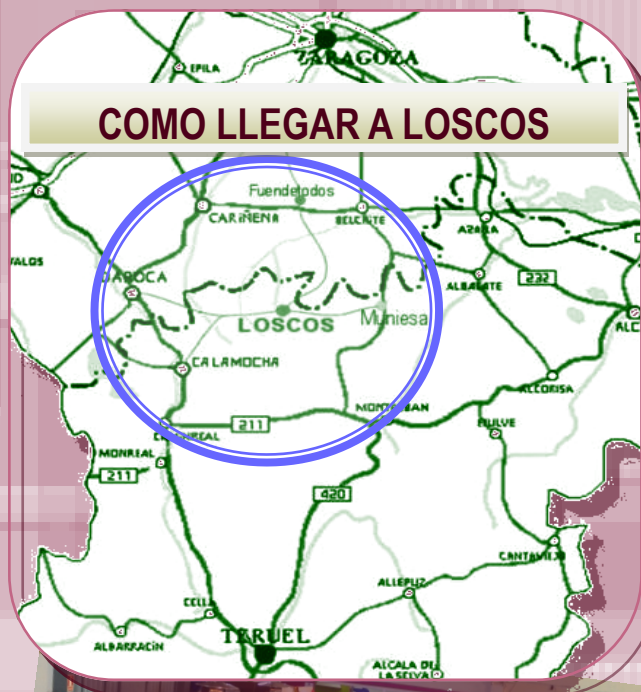 ZARAGOZA
EPILA
COMO LLEGAR A LOSCOS
Fuendetodos
CARIÑENA
BELCHITE
AZAILA
DAROCA
ALBALATE
232
LOSCOS
Muniesa
CALAMOCHA
ALCORISA
211
MONTALBAN
MONREAL
211
420
CANTAVIEJA
ALLEPUZ
CELLA
TERUEL
ALBARRACIN
ALCALA DE
LA SELVA